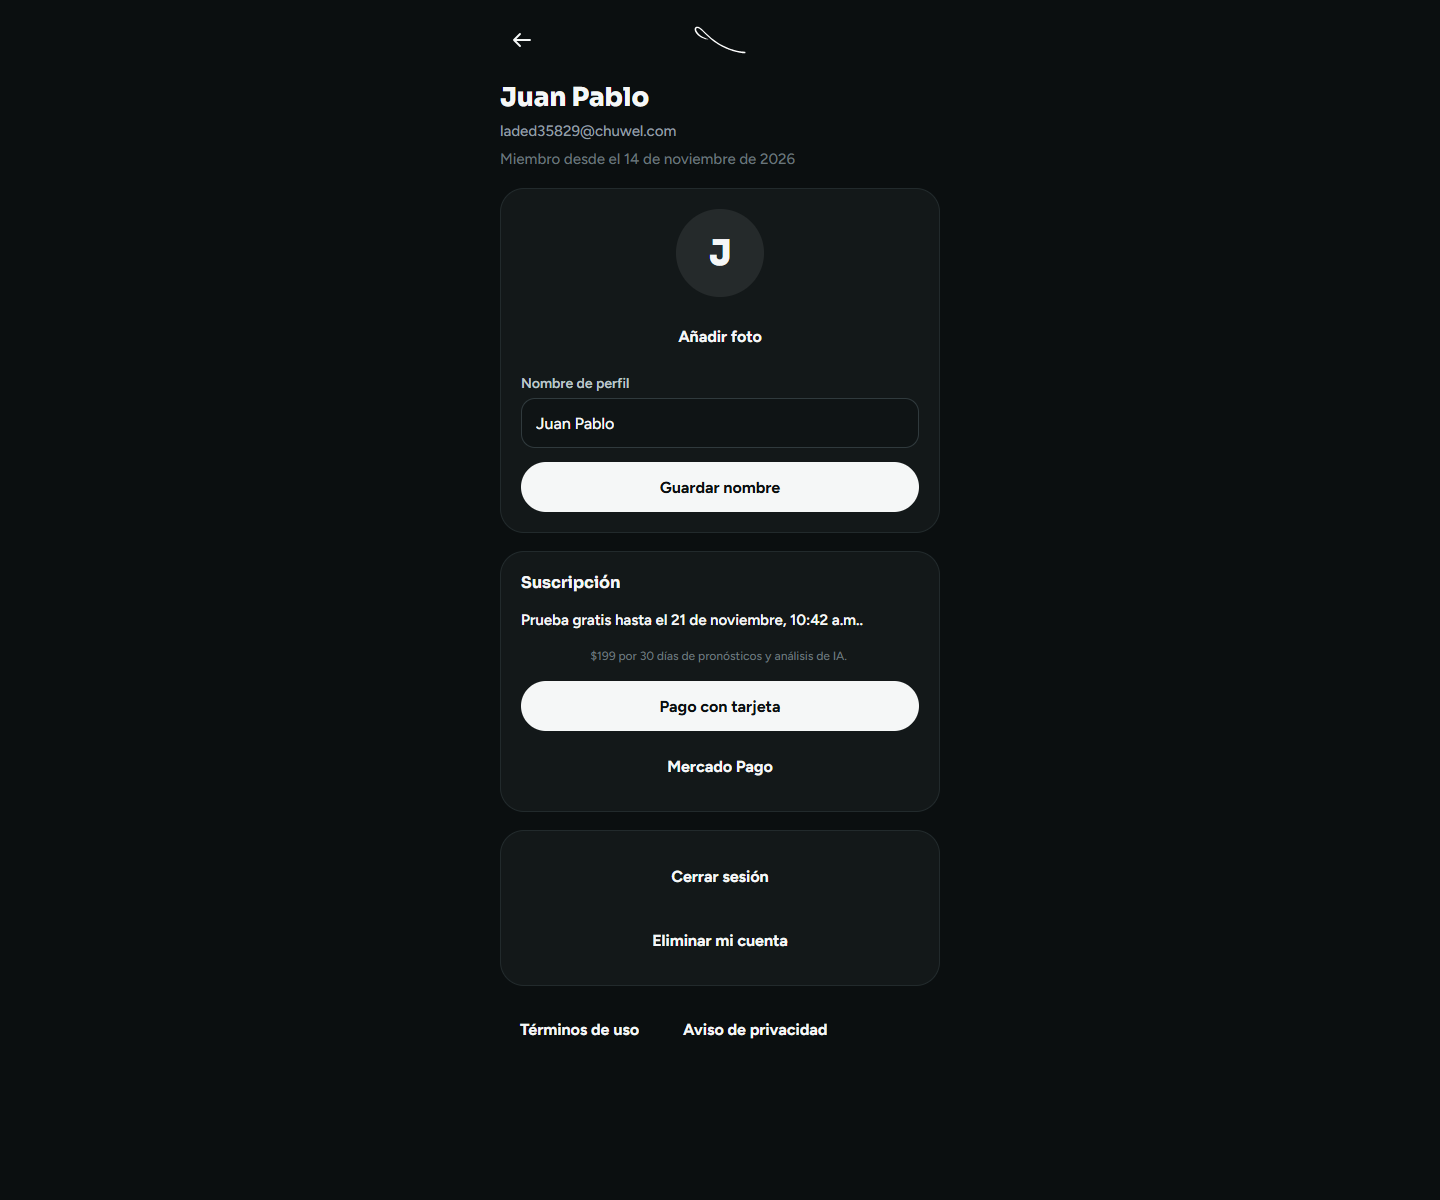 Juan Pablo
laded35829@chuwel.com
Miembro desde el 14 de noviembre de 2026
J
Añadir foto
Nombre de perfil
Juan Pablo
Guardar nombre
Suscripción
Prueba gratis hasta el 21 de noviembre, 10:42 a.m..
$199 por 30 días de pronósticos y análisis de IA.
Pago con tarjeta
Mercado Pago
Cerrar sesión
Eliminar mi cuenta
Términos de uso Aviso de privacidad